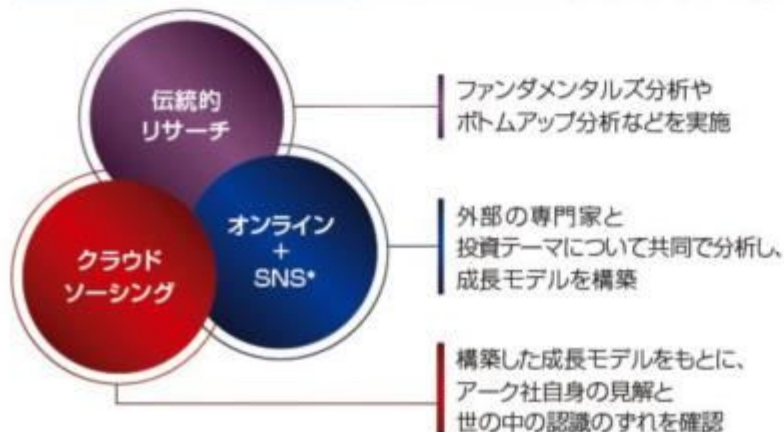 伝統的
リサーチ
ファンダメンタルズ分析や
ボトムアップ分析などを実施
オンライン
+
SNS*
外部の専門家と
投資テーマについて共同で分析し、
成長モデルを構築
クラウド
ソーシング
構築した成長モデルをもとに、
アーク社自身の見解と
世の中の認識のずれを確認